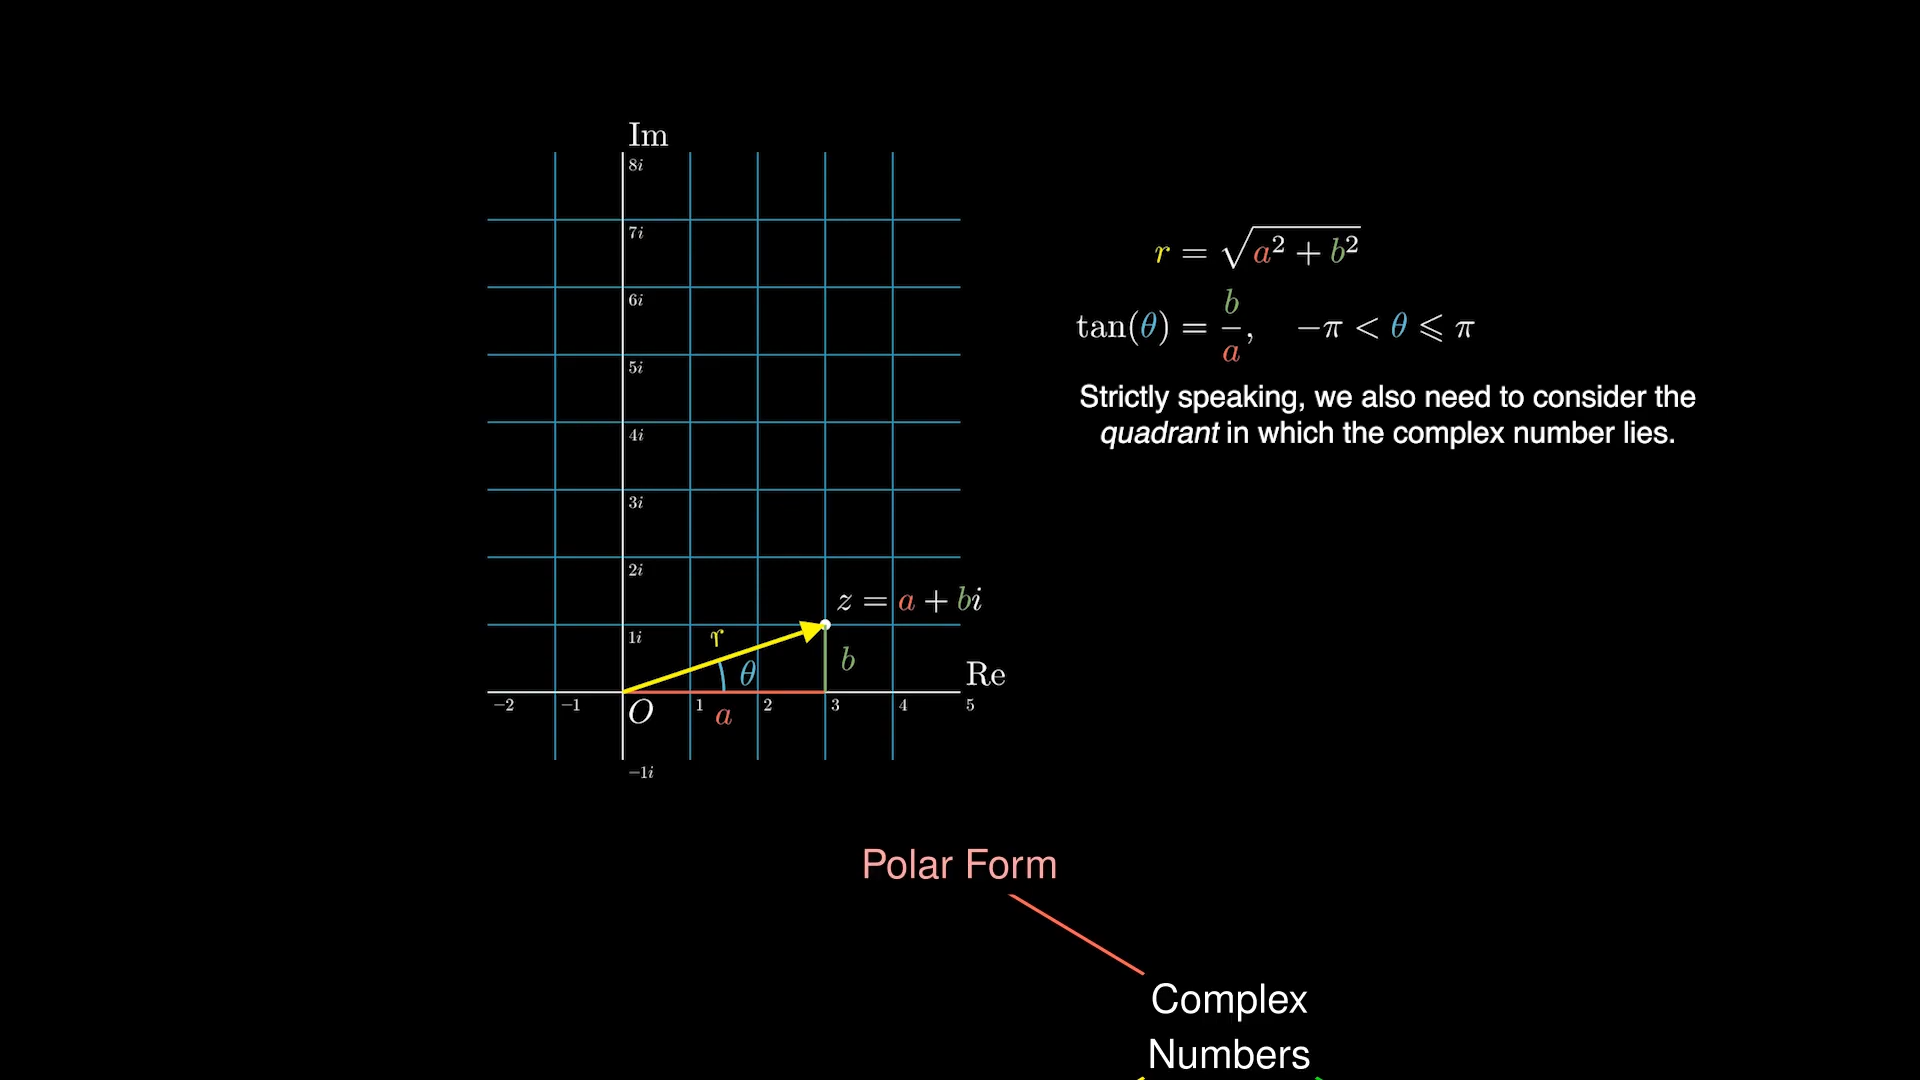 Im
8i
7i
6i
5i
4i
3i
2i
1i
z = a + bi
r
θ
b
Re
−2 −1 O 1 2 3 4 5
a
−1i
r = √(a² + b²)
tan(θ) = b/a, −π < θ ⩽ π
Strictly speaking, we also need to consider the
quadrant in which the complex number lies.
Polar Form
Complex
Numbers